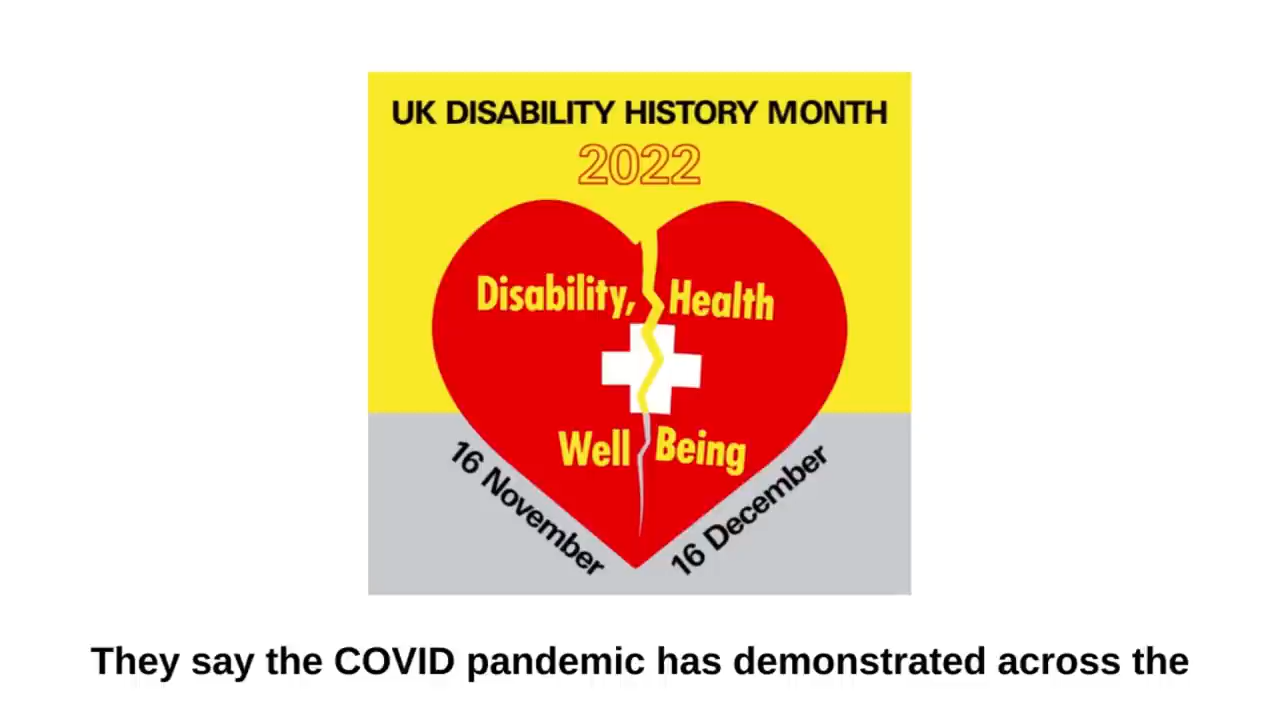 UK DISABILITY HISTORY MONTH
2022
Disability, Health
Well Being
16 November
16 December
They say the COVID pandemic has demonstrated across the